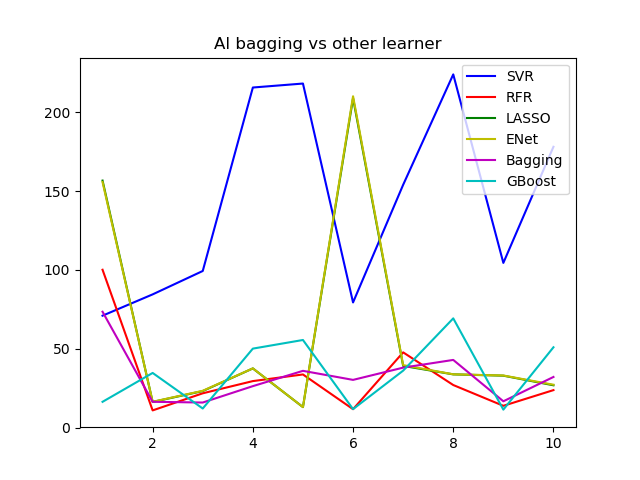 AI bagging vs other learner
SVR
RFR
LASSO
ENet
Bagging
GBoost
200
150
100
50
0
2
4
6
8
10